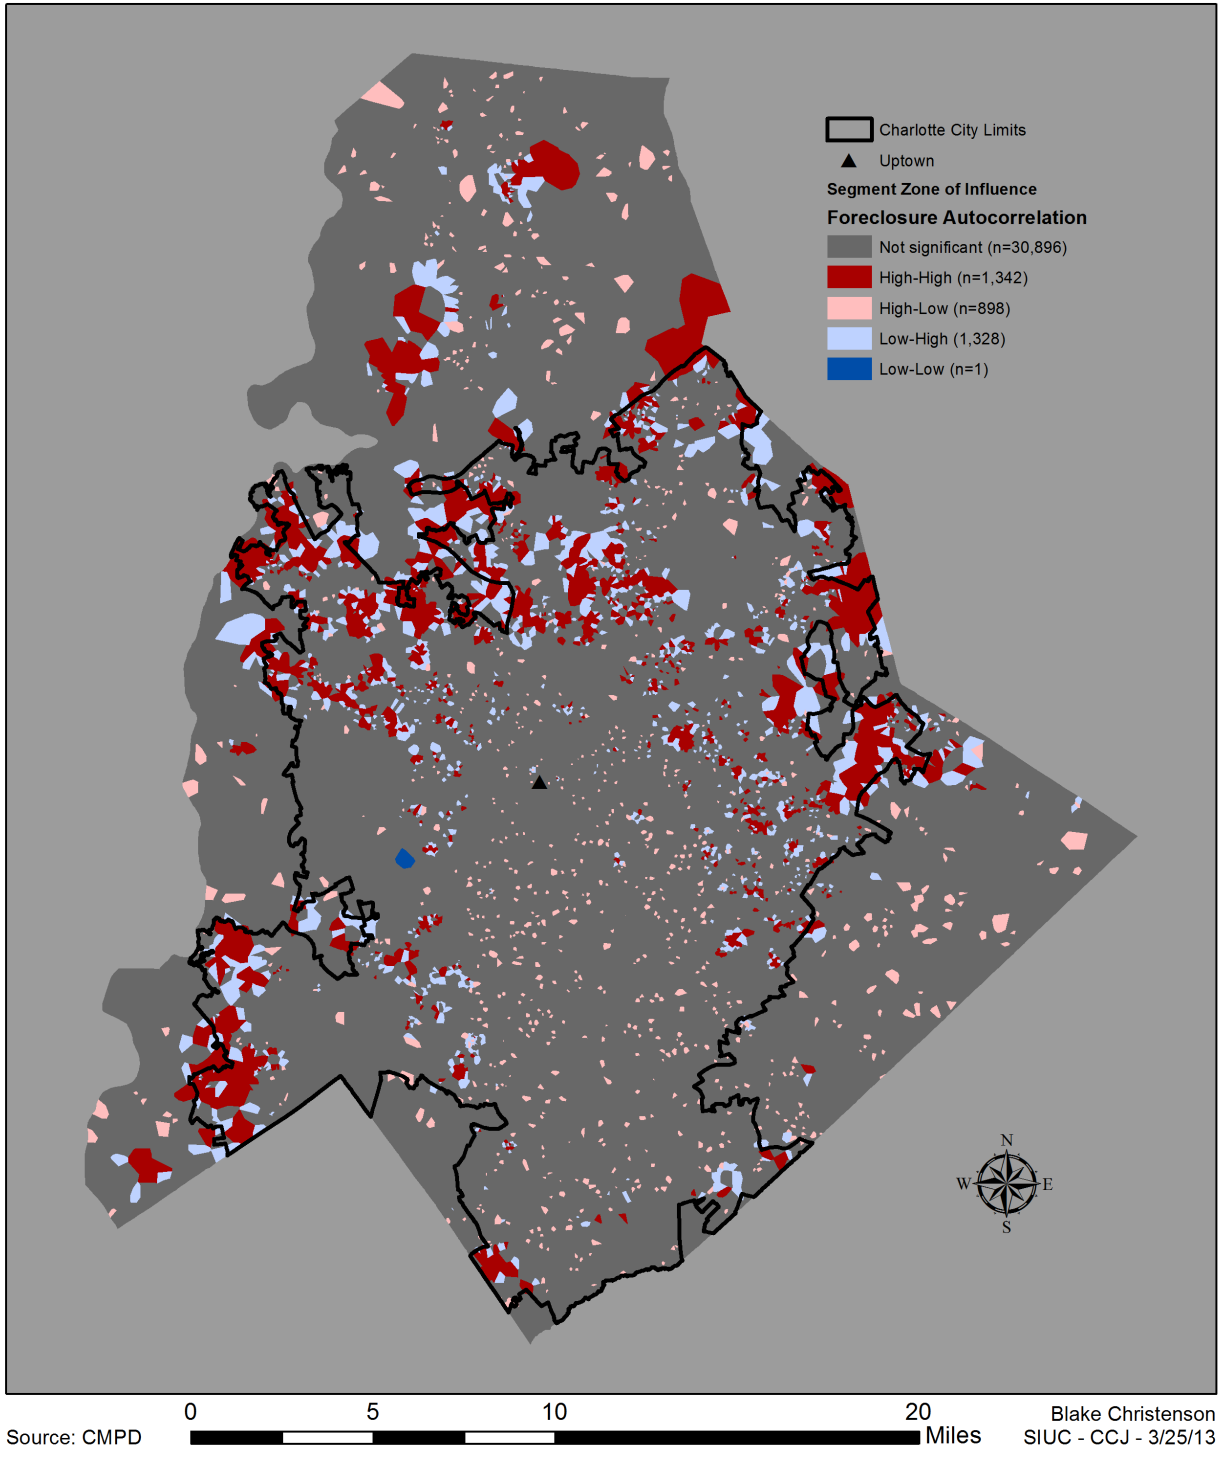 Charlotte City Limits
Uptown
Segment Zone of Influence
Foreclosure Autocorrelation
Not significant (n=30,896)
High-High (n=1,342)
High-Low (n=898)
Low-High (1,328)
Low-Low (n=1)
N
W E
S
0 5 10 20
Miles
Source: CMPD
Blake Christenson
SIUC - CCJ - 3/25/13